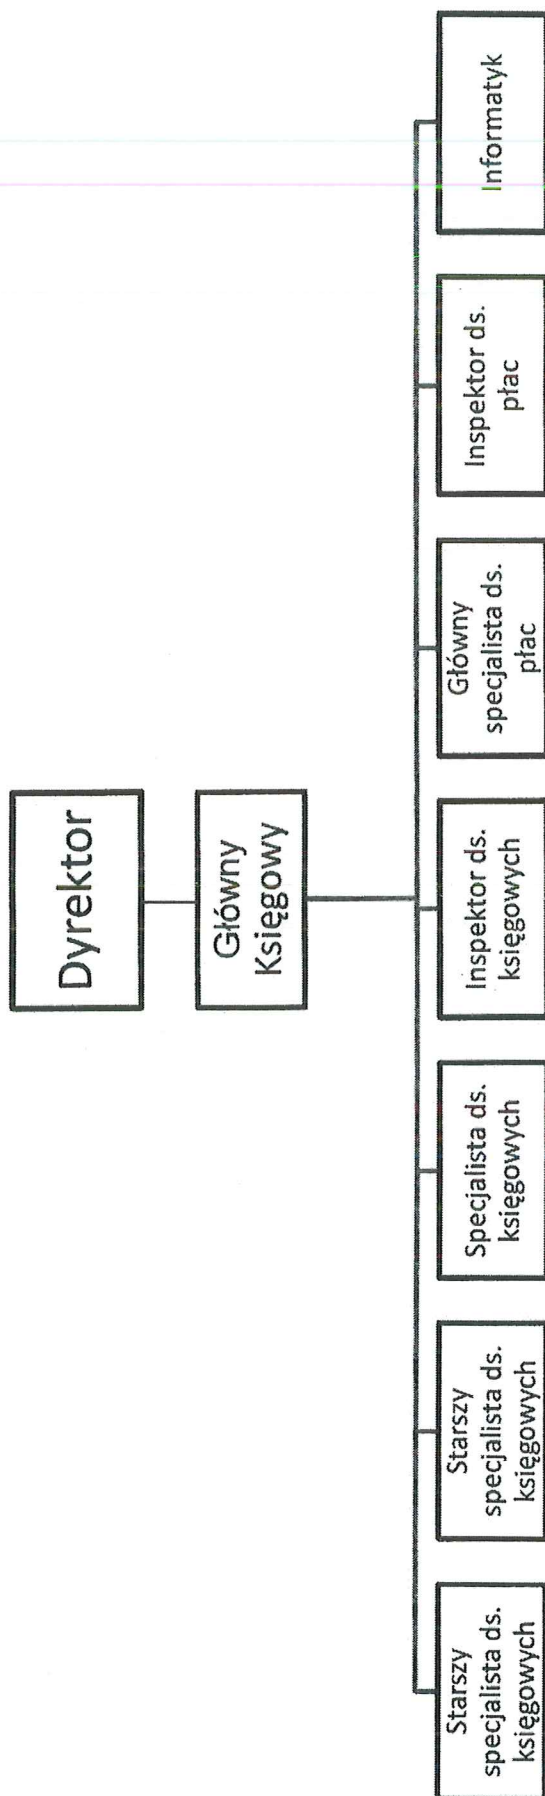 Dyrektor
Główny
Księgowy
Starszy
specjalista ds.
księgowych
Starszy
specjalista ds.
księgowych
Specjalista ds.
księgowych
Inspektor ds.
księgowych
Główny
specjalista ds.
płac
Inspektor ds.
płac
Informatyk